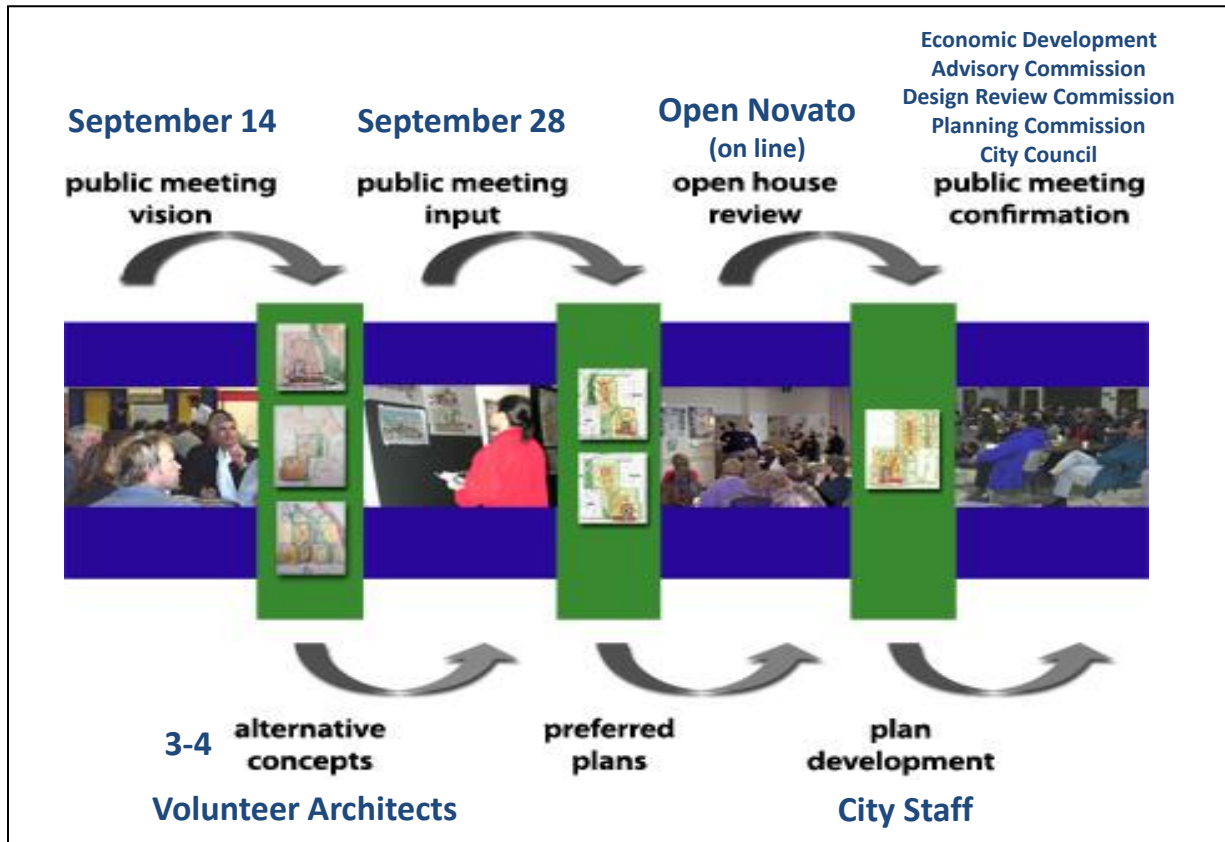 September 14
public meeting
vision
September 28
public meeting
input
Open Novato
(on line)
open house
review
Economic Development
Advisory Commission
Design Review Commission
Planning Commission
City Council
public meeting
confirmation
3-4 alternative
concepts
Volunteer Architects
preferred
plans
plan
development
City Staff